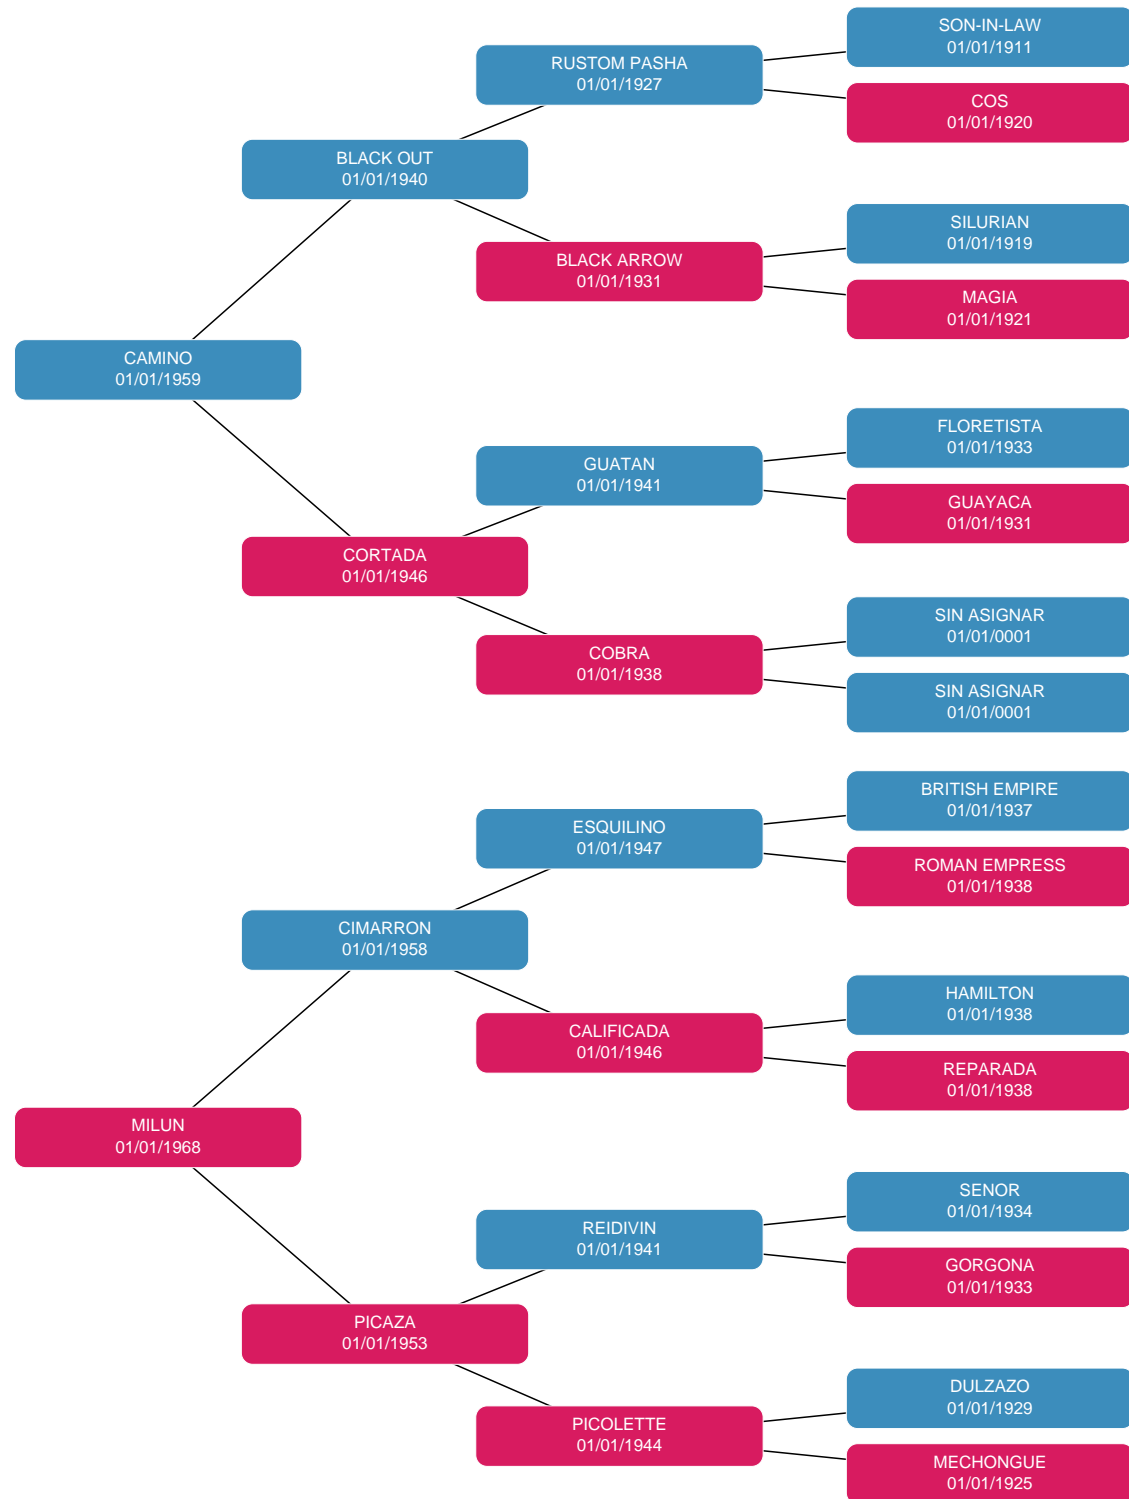 SON-IN-LAW
01/01/1911
RUSTOM PASHA
01/01/1927
COS
01/01/1920
BLACK OUT
01/01/1940
SILURIAN
01/01/1919
BLACK ARROW
01/01/1931
MAGIA
01/01/1921
CAMINO
01/01/1959
FLORETISTA
01/01/1933
GUATAN
01/01/1941
GUAYACA
01/01/1931
CORTADA
01/01/1946
SIN ASIGNAR
01/01/0001
COBRA
01/01/1938
SIN ASIGNAR
01/01/0001
BRITISH EMPIRE
01/01/1937
ESQUILINO
01/01/1947
ROMAN EMPRESS
01/01/1938
CIMARRON
01/01/1958
HAMILTON
01/01/1938
CALIFICADA
01/01/1946
REPARADA
01/01/1938
MILUN
01/01/1968
SENOR
01/01/1934
REIDIVIN
01/01/1941
GORGONA
01/01/1933
PICAZA
01/01/1953
DULZAZO
01/01/1929
PICOLETTE
01/01/1944
MECHONGUE
01/01/1925